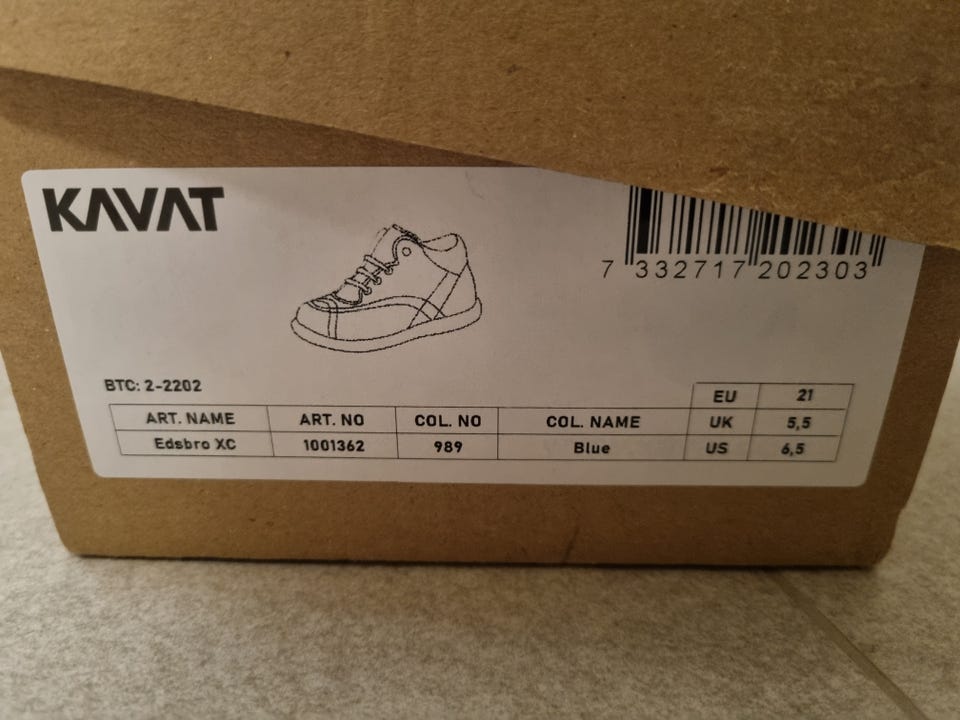 KAVAT
7 332717 202303
BTC: 2-2202
EU 21
ART. NAME ART. NO COL. NO COL. NAME UK 5,5
Edsbro XC 1001362 989 Blue US 6,5